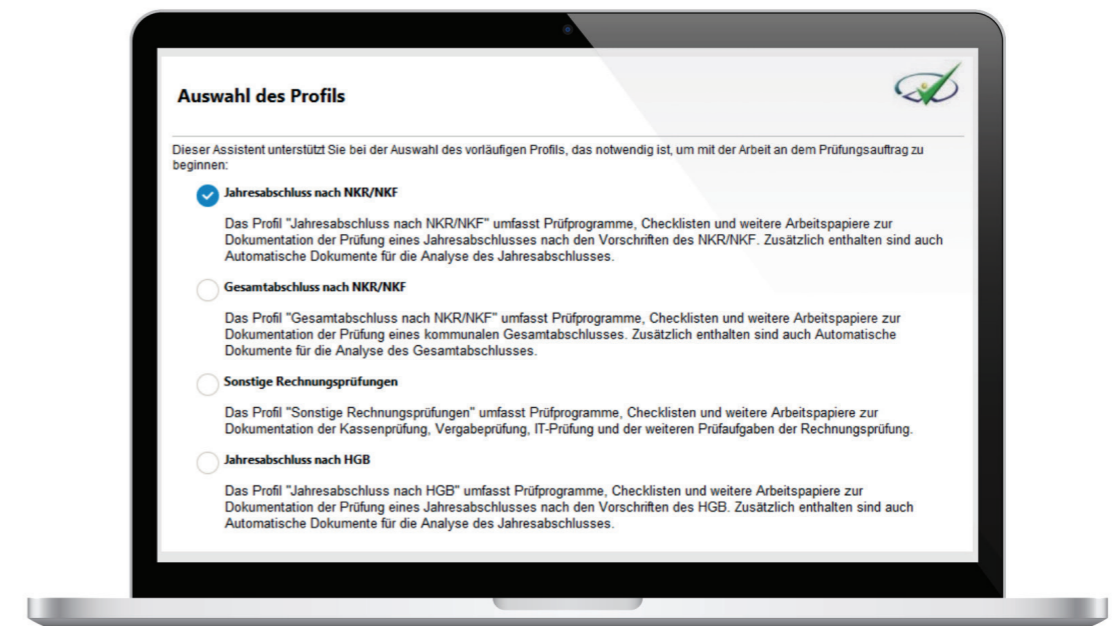 Auswahl des Profils
Dieser Assistent unterstützt Sie bei der Auswahl des vorläufigen Profils, das notwendig ist, um mit der Arbeit an dem Prüfungsauftrag zu
beginnen:
Jahresabschluss nach NKR/NKF
Das Profil "Jahresabschluss nach NKR/NKF" umfasst Prüfprogramme, Checklisten und weitere Arbeitspapiere zur
Dokumentation der Prüfung eines Jahresabschlusses nach den Vorschriften des NKR/NKF. Zusätzlich enthalten sind auch
Automatische Dokumente für die Analyse des Jahresabschlusses.
Gesamtabschluss nach NKR/NKF
Das Profil "Gesamtabschluss nach NKR/NKF" umfasst Prüfprogramme, Checklisten und weitere Arbeitspapiere zur
Dokumentation der Prüfung eines kommunalen Gesamtabschlusses. Zusätzlich enthalten sind auch Automatische
Dokumente für die Analyse des Gesamtabschlusses.
Sonstige Rechnungsprüfungen
Das Profil "Sonstige Rechnungsprüfungen" umfasst Prüfprogramme, Checklisten und weitere Arbeitspapiere zur
Dokumentation der Kassenprüfung, Vergabeprüfung, IT-Prüfung und der weiteren Prüfaufgaben der Rechnungsprüfung.
Jahresabschluss nach HGB
Das Profil "Jahresabschluss nach HGB" umfasst Prüfprogramme, Checklisten und weitere Arbeitspapiere zur
Dokumentation der Prüfung eines Jahresabschlusses nach den Vorschriften des HGB. Zusätzlich enthalten sind auch
Automatische Dokumente für die Analyse des Jahresabschlusses.